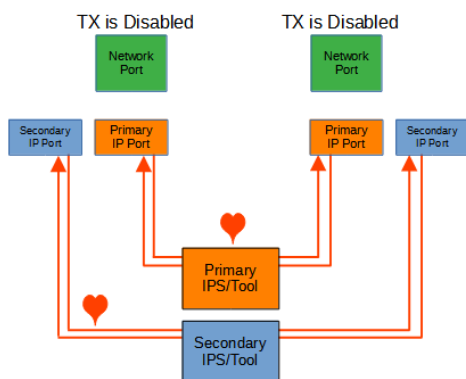 TX is Disabled
TX is Disabled
Network
Port
Network
Port
Secondary
IP Port
Primary
IP Port
Primary
IP Port
Secondary
IP Port
Primary
IPS/Tool
Secondary
IPS/Tool